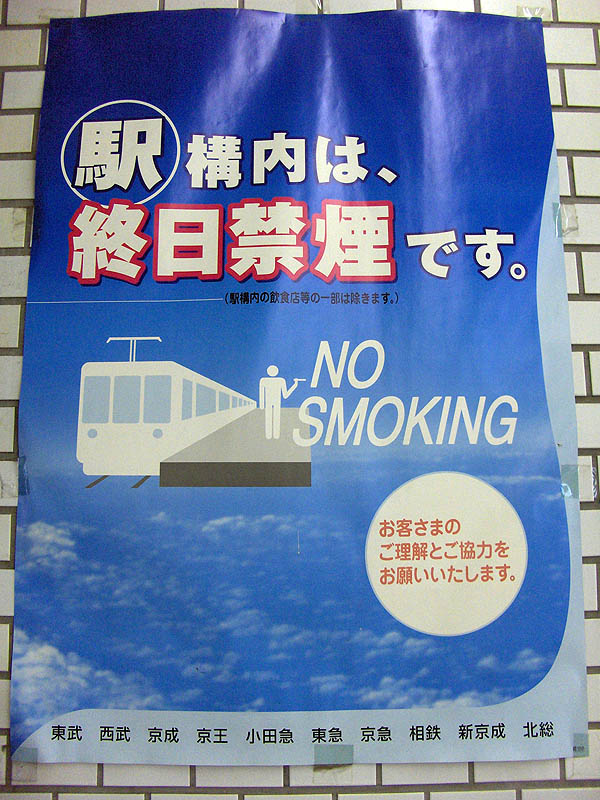 駅構内は、
終日禁煙です。
(駅構内の飲食店等の一部は除きます。)
NO
SMOKING
お客さまの
ご理解とご協力を
お願いいたします。
東武 西武 京成 京王 小田急 東急 京急 相鉄 新京成 北総